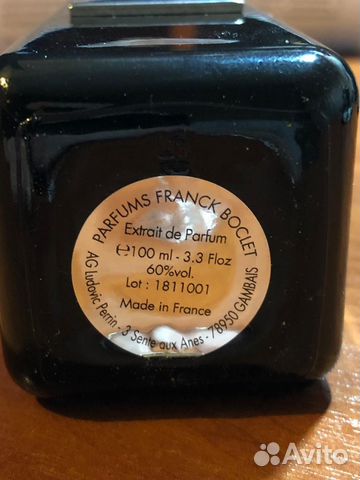 PARFUMS FRANCK BOCLET
Extrait de Parfum
℮100 ml - 3.3 Floz
60%vol.
Lot : 1811001
Made in France
AG Ludovic Perrin - 3 Sente aux Anes - 78950 GAMBAIS
Avito